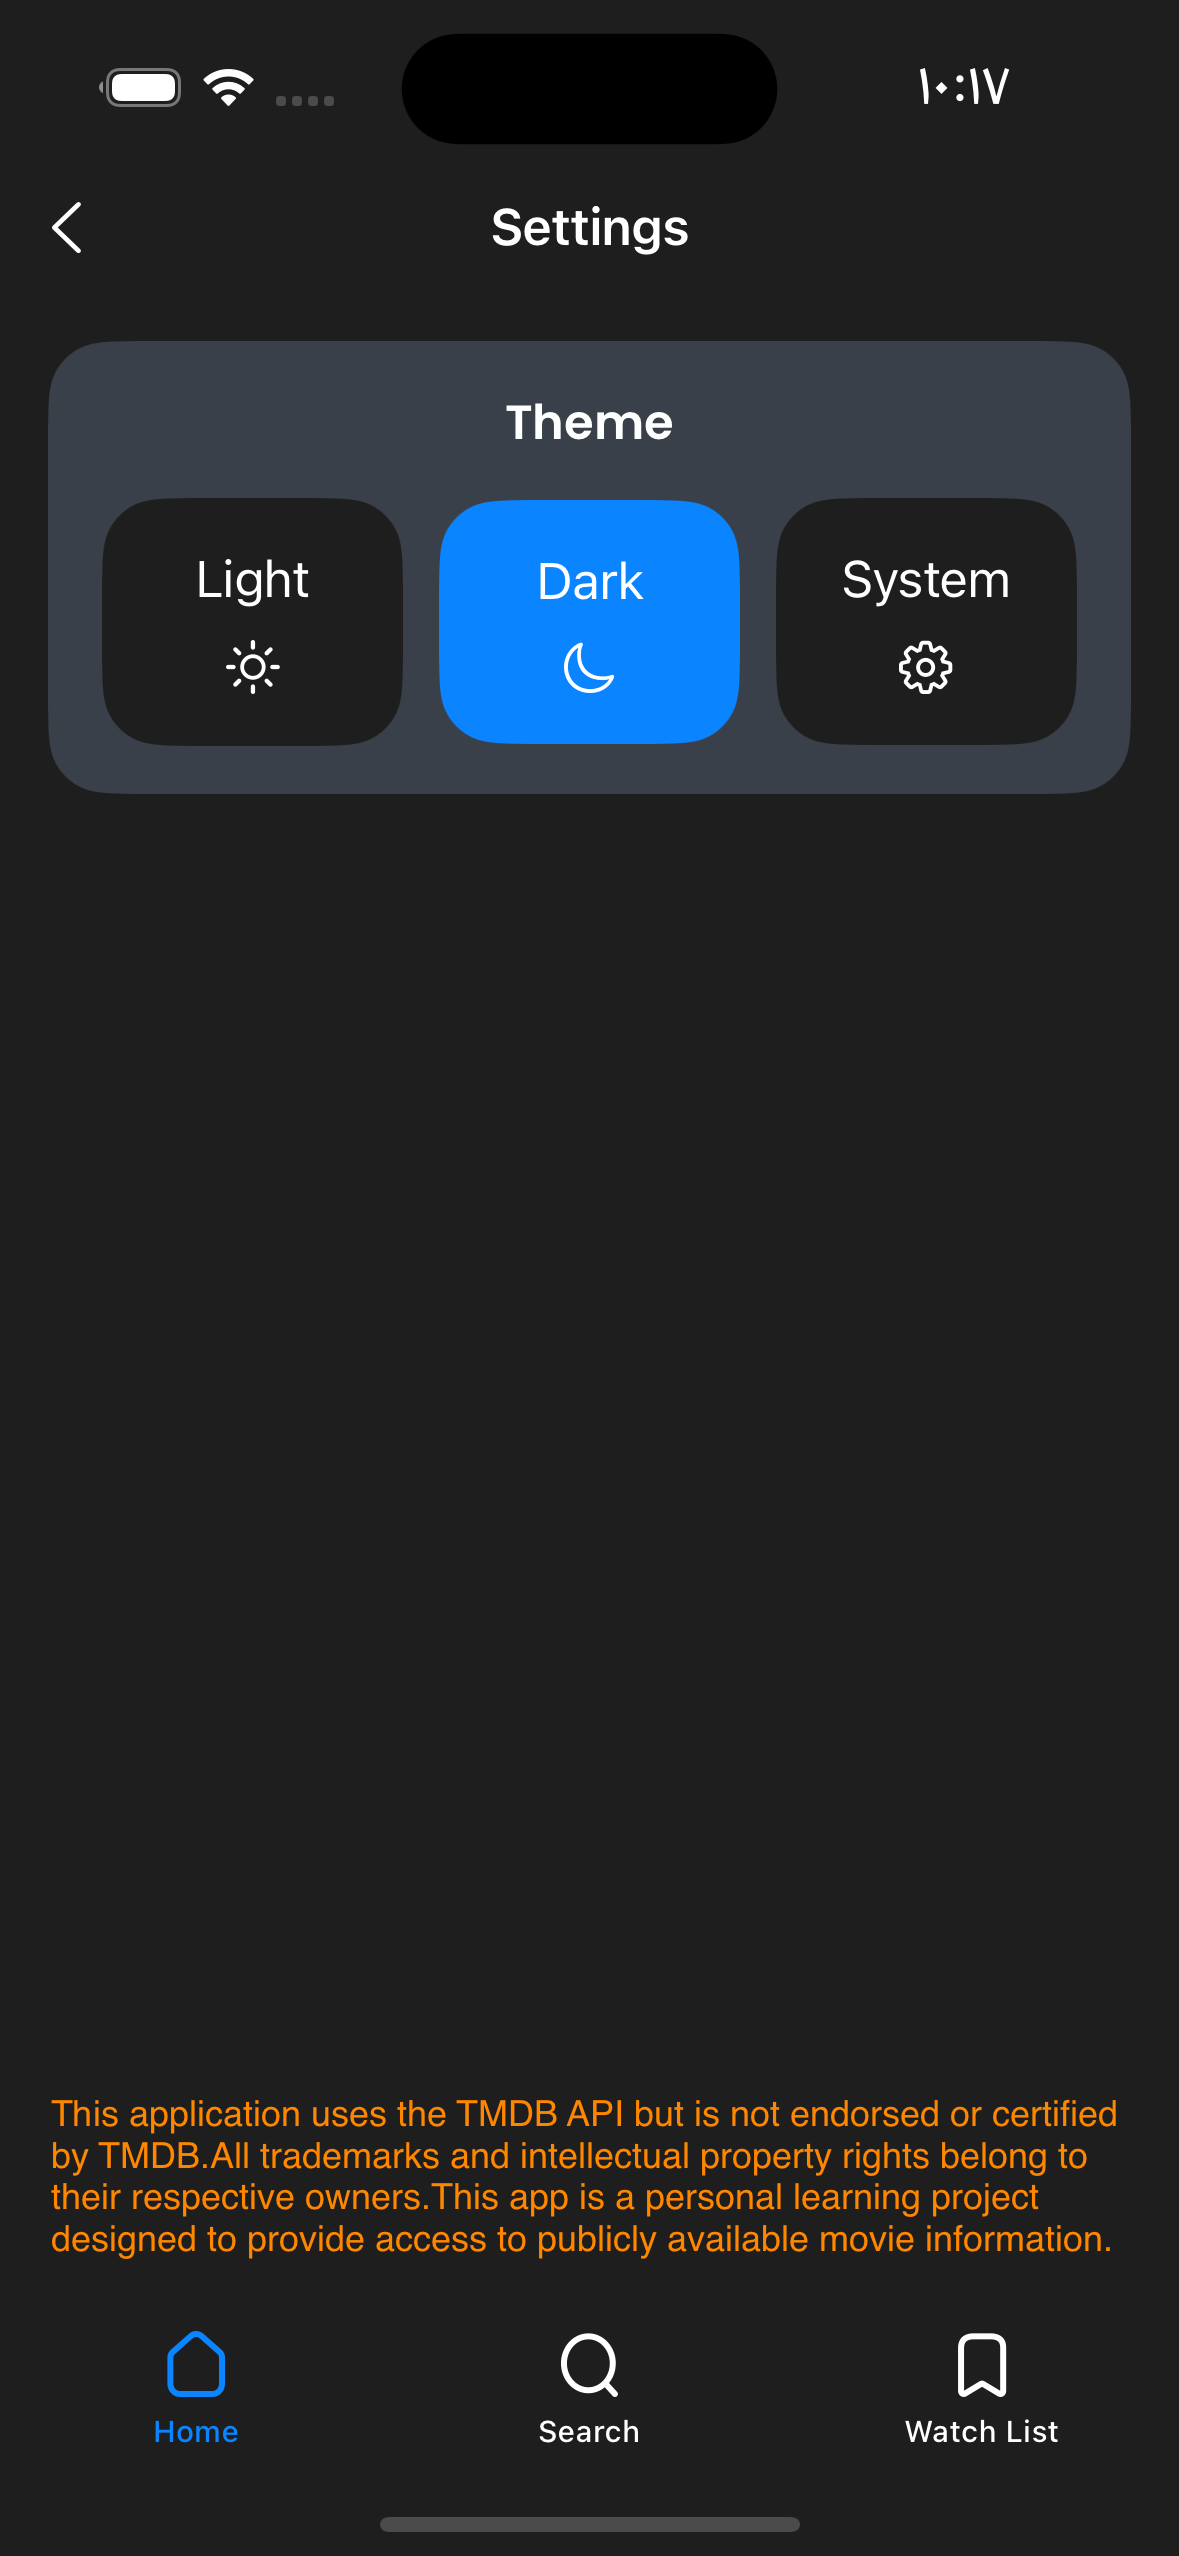 ١٠:١٧
Settings
Theme
Light
Dark
System
This application uses the TMDB API but is not endorsed or certified
by TMDB.All trademarks and intellectual property rights belong to
their respective owners.This app is a personal learning project
designed to provide access to publicly available movie information.
Home
Search
Watch List